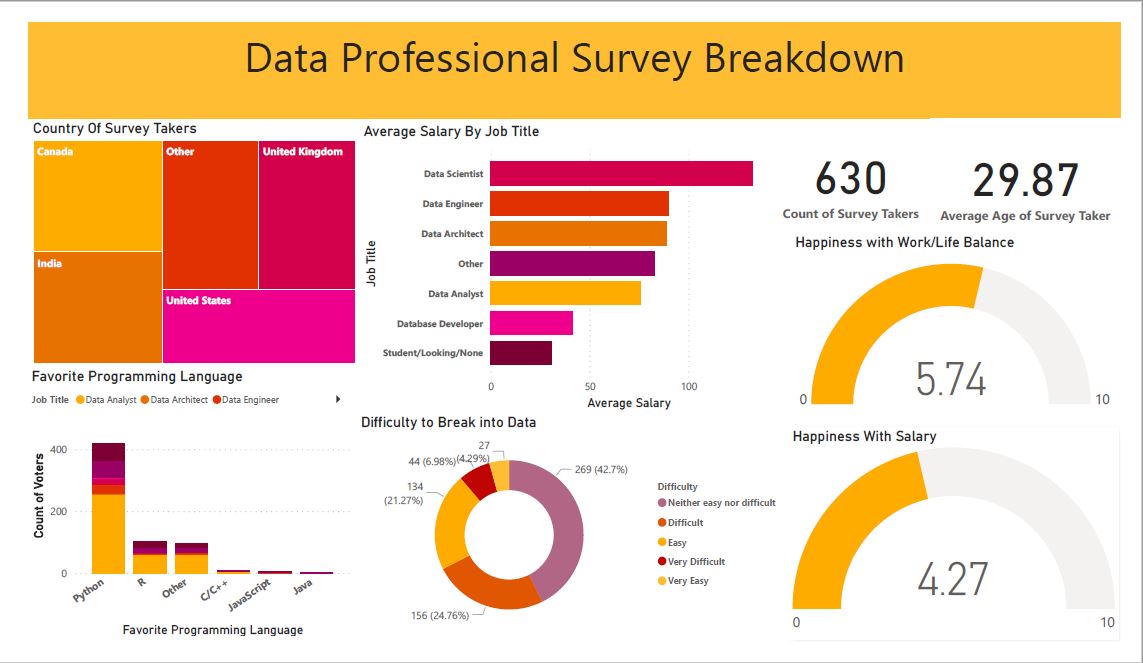 Data Professional Survey Breakdown
Country Of Survey Takers
Canada
Other
United Kingdom
India
United States
Average Salary By Job Title
Job Title
Data Scientist
Data Engineer
Data Architect
Other
Data Analyst
Database Developer
Student/Looking/None
0 50 100
Average Salary
630
Count of Survey Takers
29.87
Average Age of Survey Taker
Happiness with Work/Life Balance
5.74
0 10
Favorite Programming Language
Job Title Data Analyst Data Architect Data Engineer
Count of Voters
400
200
0
Python R Other C/C++ JavaScript Java
Favorite Programming Language
Difficulty to Break into Data
27
(4.29%)
44 (6.98%)
134
(21.27%)
269 (42.7%)
156 (24.76%)
Difficulty
Neither easy nor difficult
Difficult
Easy
Very Difficult
Very Easy
Happiness With Salary
4.27
0 10